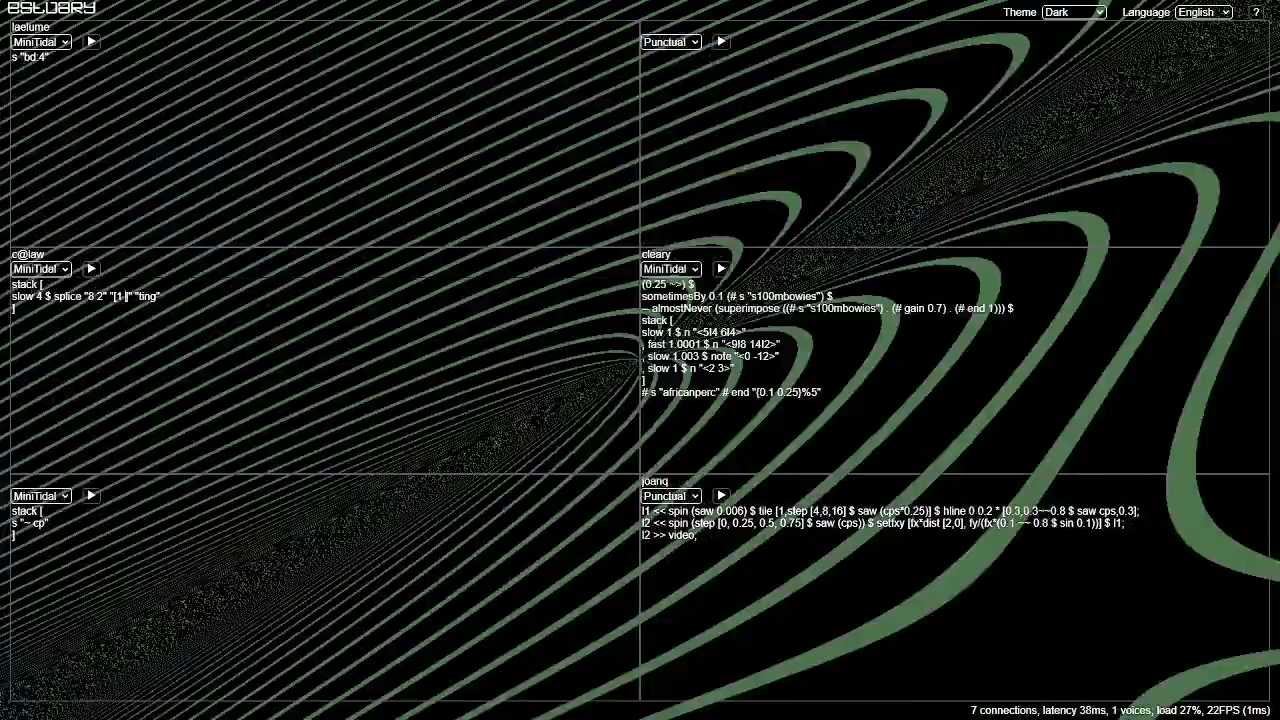 estuary
Theme Dark Language English ?
laelume
MiniTidal
s "bd:4"
Punctual
c@law
MiniTidal
stack [
slow 4 $ splice "8 2" "[1 ]" "ting"
]
cleary
MiniTidal
(0.25 ~>) $
sometimesBy 0.1 (# s "s100mbowies") $
-- almostNever (superimpose ((# s "s100mbowies") . (# gain 0.7) . (# end 1))) $
stack [
slow 1 $ n "<5!4 6!4>"
, fast 1.0001 $ n "<9!8 14!2>"
, slow 1.003 $ note "<0 -12>"
, slow 1 $ n "<2 3>"
]
# s "africanperc" # end "{0.1 0.25}%5"
MiniTidal
stack [
s "~ cp"
]
joanq
Punctual
l1 << spin (saw 0.006) $ tile [1,step [4,8,16] $ saw (cps*0.25)] $ hline 0 0.2 * [0.3,0.3~~0.8 $ saw cps,0.3];
l2 << spin (step [0, 0.25, 0.5, 0.75] $ saw (cps)) $ setfxy [fx*dist [2,0], fy/(fx*(0.1 ~~ 0.8 $ sin 0.1))] $ l1;
l2 >> video;
7 connections, latency 38ms, 1 voices, load 27%, 22FPS (1ms)